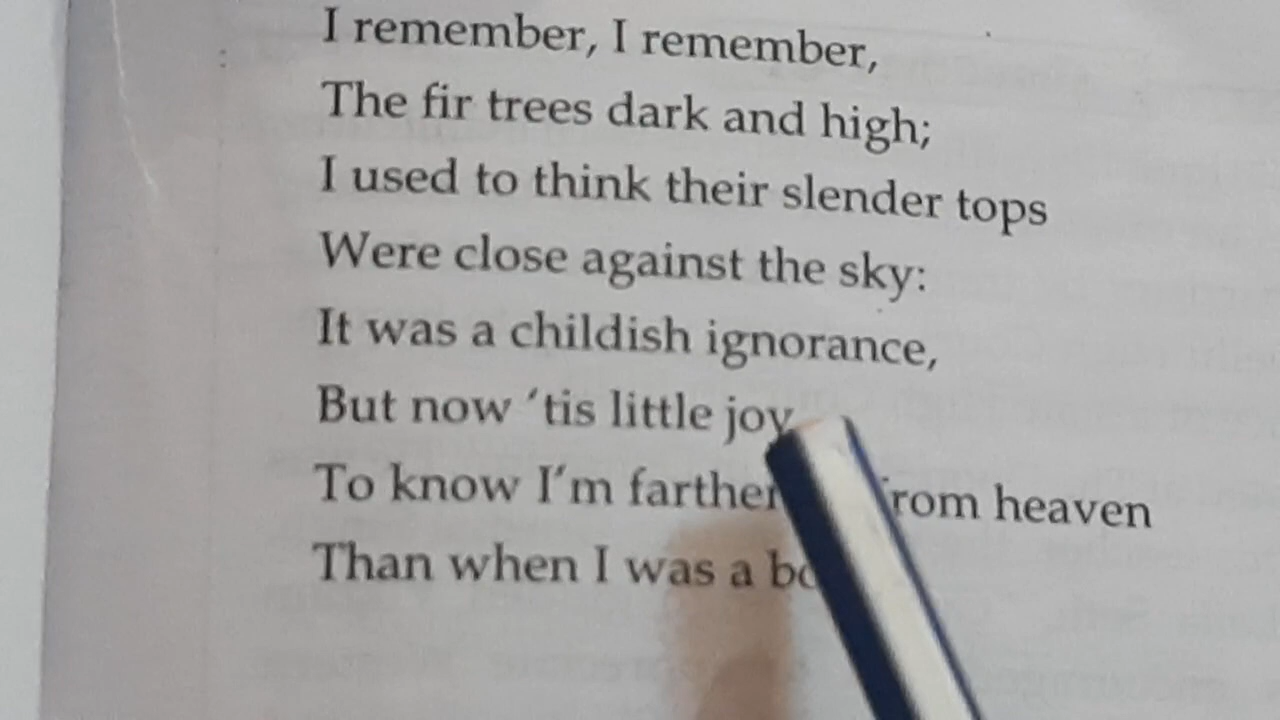 I remember, I remember,
The fir trees dark and high;
I used to think their slender tops
Were close against the sky:
It was a childish ignorance,
But now ‘tis little joy
To know I’m farther from heaven
Than when I was a